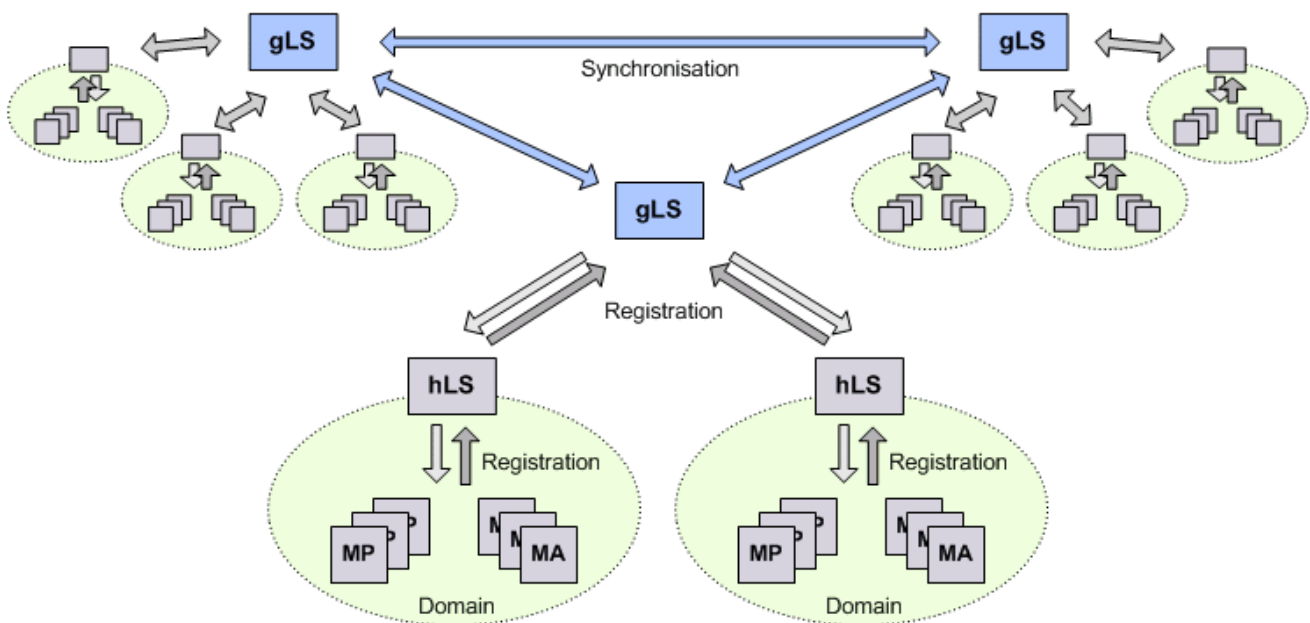 gLS
gLS
Synchronisation
gLS
Registration
hLS
hLS
Registration
Registration
MP
P
P
M
M
MA
MP
P
P
M
M
MA
Domain
Domain